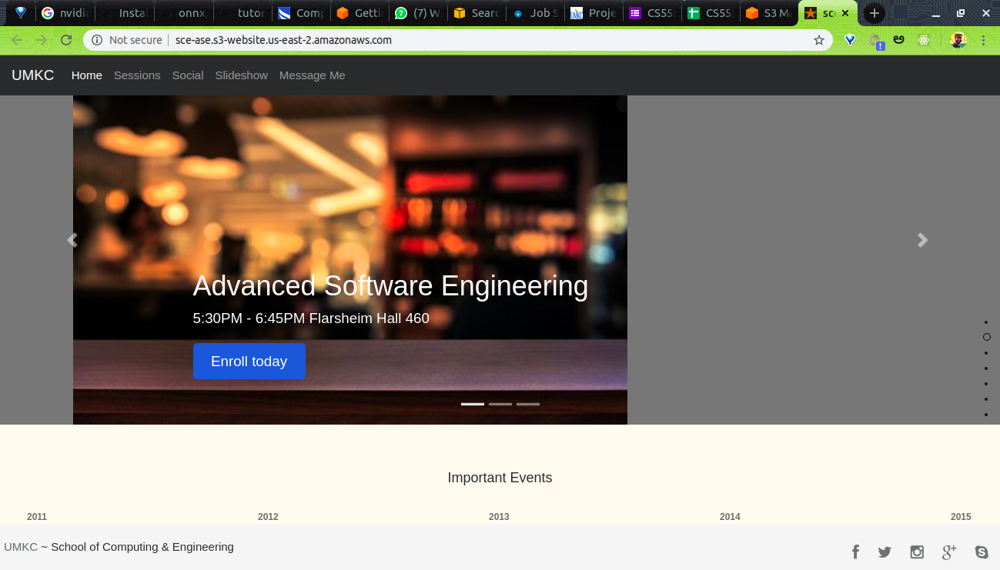 Instal
nvidia
onnx
tutor
Comp
Getti
(7) W
Searc
Job S
Proje
CS55
CS55
S3 Ma
sce
Not secure
sce-ase.s3-website.us-east-2.amazonaws.com
UMKC Home Sessions Social Slideshow Message Me
Advanced Software Engineering
5:30PM - 6:45PM Flarsheim Hall 460
Enroll today
Important Events
2011 2012 2013 2014 2015
UMKC ~ School of Computing & Engineering